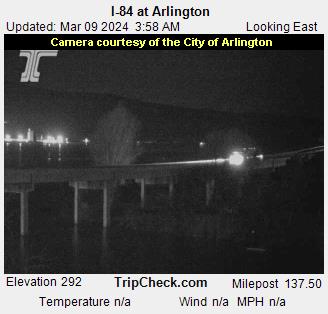 I-84 at Arlington
Updated: Mar 09 2024 3:58 AM Looking East
Camera courtesy of the City of Arlington
Elevation 292 TripCheck.com Milepost 137.50
Temperature n/a Wind n/a MPH n/a